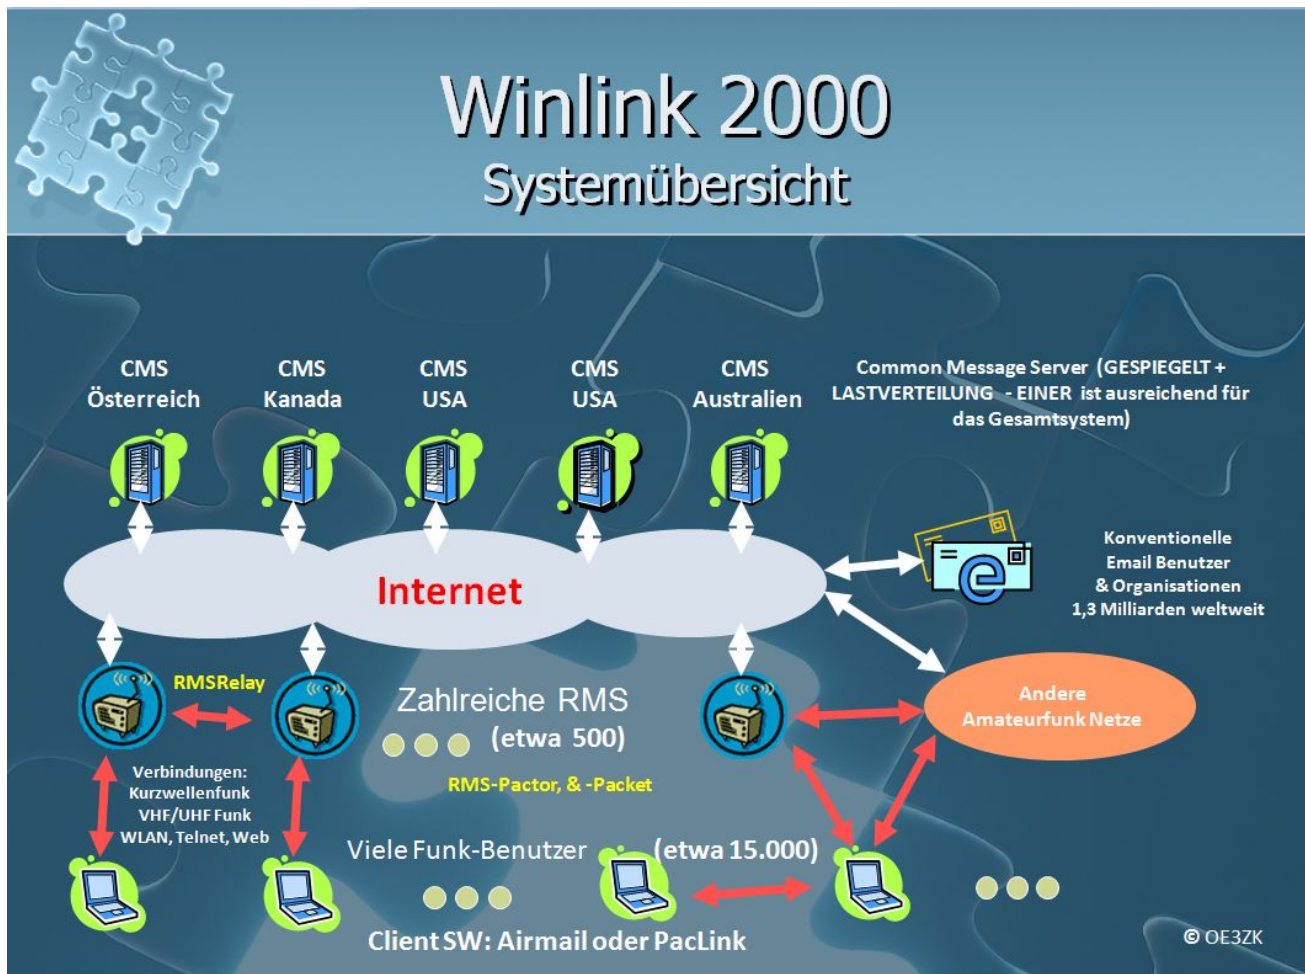 Winlink 2000
Systemübersicht
CMS
Österreich
CMS
Kanada
CMS
USA
CMS
USA
CMS
Australien
Common Message Server (GESPIEGELT +
LASTVERTEILUNG - EINER ist ausreichend für
das Gesamtsystem)
Internet
Konventionelle
Email Benutzer
& Organisationen
1,3 Milliarden weltweit
RMSRelay
Zahlreiche RMS
(etwa 500)
Andere
Amateurfunk Netze
Verbindungen:
Kurzwellenfunk
VHF/UHF Funk
WLAN, Telnet, Web
RMS-Pactor, & -Packet
Viele Funk-Benutzer (etwa 15.000)
Client SW: Airmail oder PacLink
© OE3ZK